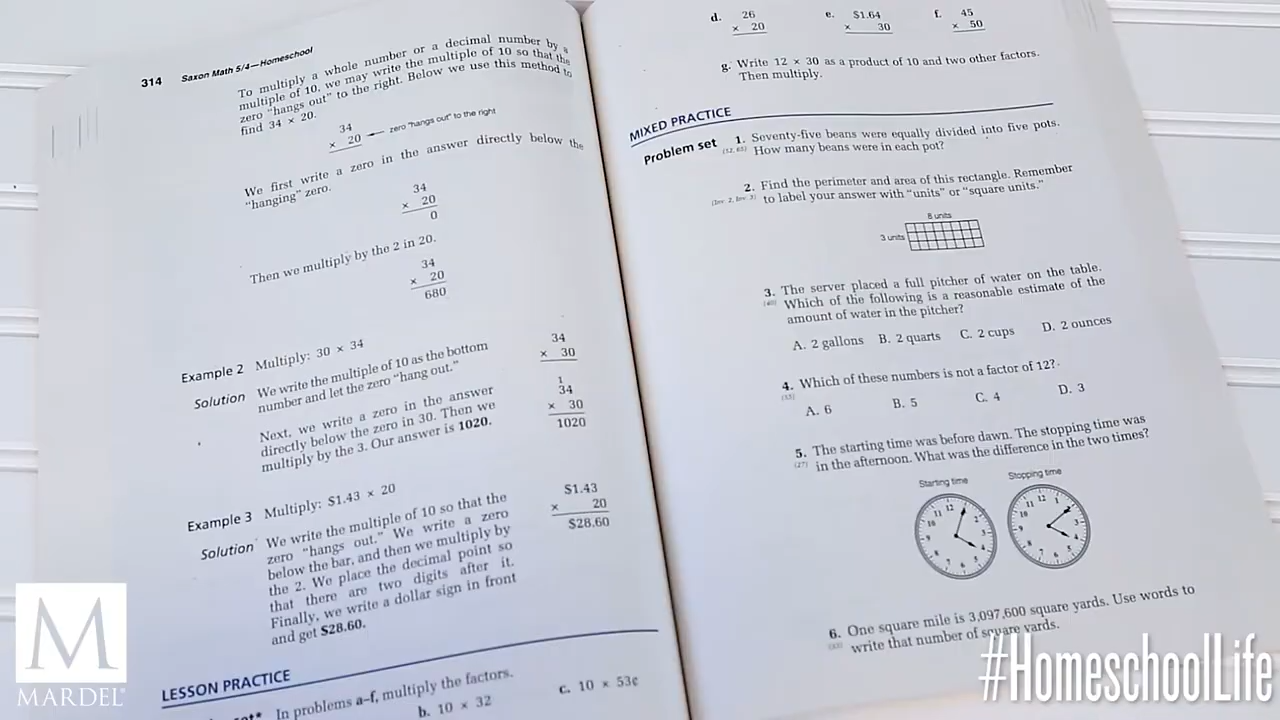 314
Saxon Math 5/4—Homeschool
To multiply a whole number or a decimal number by a
multiple of 10, we may write the multiple of 10 so that the
zero "hangs out" to the right. Below we use this method to
find 34 × 20.
34
× 20
zero "hangs out" to the right
We first write a zero in the answer directly below the
"hanging" zero.
34
× 20
0
Then we multiply by the 2 in 20.
34
× 20
680
Example 2 Multiply: 30 × 34
Solution We write the multiple of 10 as the bottom
number and let the zero "hang out."
34
× 30
Next, we write a zero in the answer
directly below the zero in 30. Then we
multiply by the 3. Our answer is 1020.
1
34
× 30
1020
Example 3 Multiply: $1.43 × 20
Solution We write the multiple of 10 so that the
zero "hangs out." We write a zero
below the bar, and then we multiply by
the 2. We place the decimal point so
that there are two digits after it.
Finally, we write a dollar sign in front
and get $28.60.
$1.43
× 20
$28.60
LESSON PRACTICE
In problems a–f, multiply the factors.
b. 10 × 32
c. 10 × 53¢
d. 26
× 20
e. $1.64
× 30
f. 45
× 50
g. Write 12 × 30 as a product of 10 and two other factors.
Then multiply.
MIXED PRACTICE
Problem set
1. Seventy-five beans were equally divided into five pots.
How many beans were in each pot?
2. Find the perimeter and area of this rectangle. Remember
(Inv. 2, Inv. 3) to label your answer with "units" or "square units."
8 units
3 units
3. The server placed a full pitcher of water on the table.
(40) Which of the following is a reasonable estimate of the
amount of water in the pitcher?
A. 2 gallons B. 2 quarts C. 2 cups D. 2 ounces
4. Which of these numbers is not a factor of 12?
(55)
A. 6 B. 5 C. 4 D. 3
5. The starting time was before dawn. The stopping time was
(27) in the afternoon. What was the difference in the two times?
Starting time
Stopping time
6. One square mile is 3,097,600 square yards. Use words to
(33) write that number of square yards.
M
MARDEL
#HomeschoolLife